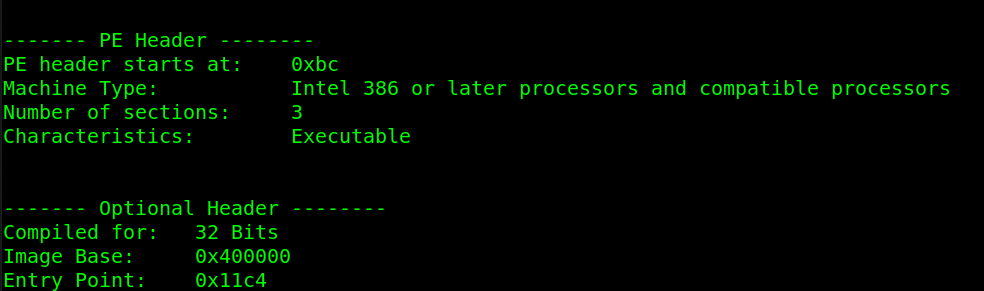 ------- PE Header --------
PE header starts at:    0xbc
Machine Type:           Intel 386 or later processors and compatible processors
Number of sections:     3
Characteristics:        Executable
------- Optional Header --------
Compiled for:   32 Bits
Image Base:     0x400000
Entry Point:    0x11c4